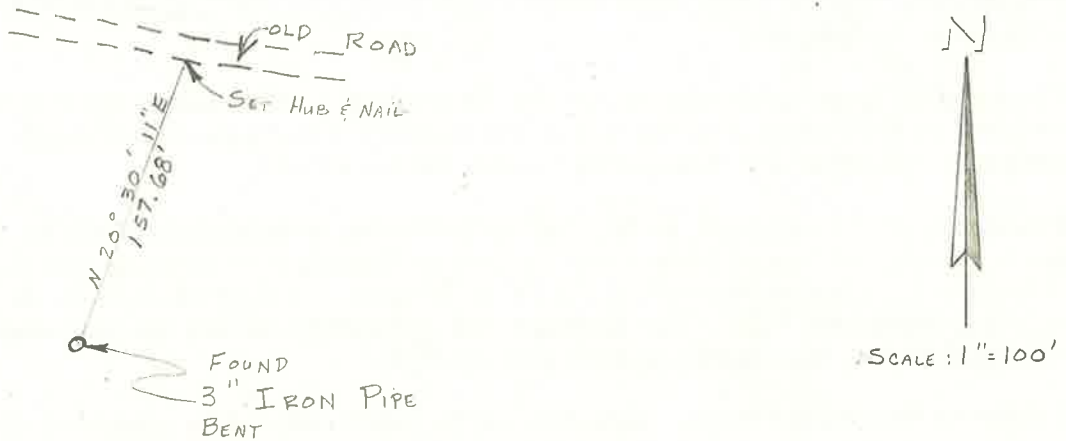 OLD ROAD
N
SET HUB & NAIL
N 20° 30' 11" E
157.68'
SCALE : 1"=100'
FOUND
3" IRON PIPE
BENT